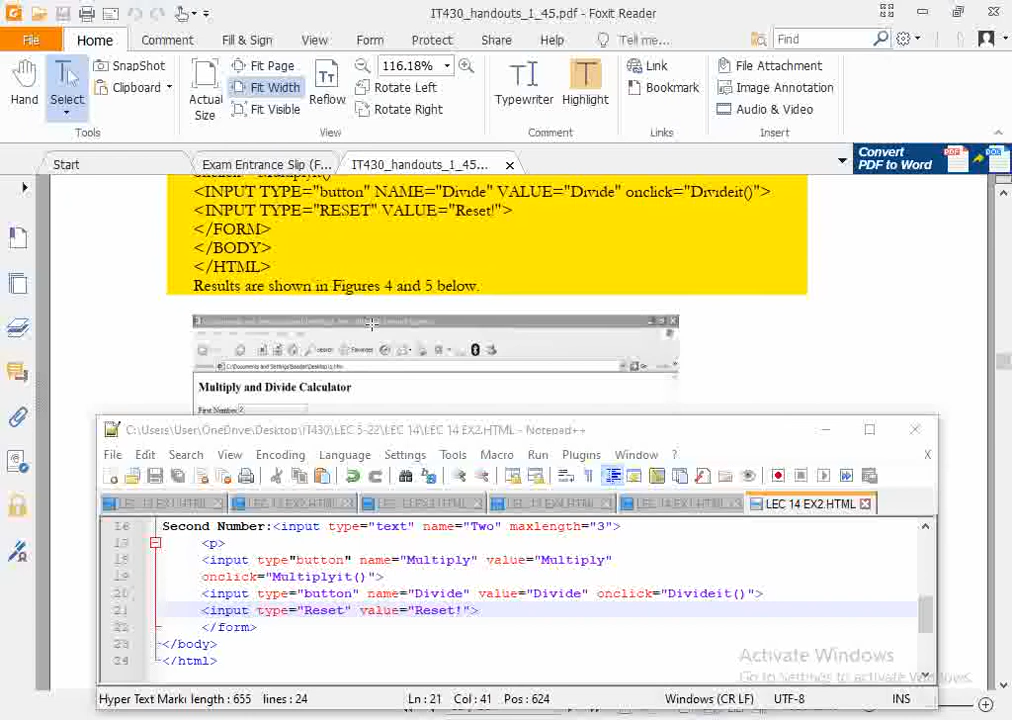 IT430_handouts_1_45.pdf - Foxit Reader
File Home Comment Fill & Sign View Form Protect Share Help Tell me... Find
Hand
Select
SnapShot
Clipboard
Tools
Actual Size
Fit Page
Fit Width
Fit Visible
Reflow
116.18%
Rotate Left
Rotate Right
View
Typewriter
Highlight
Comment
Link
Bookmark
Links
File Attachment
Image Annotation
Audio & Video
Insert
Start Exam Entrance Slip (F... IT430_handouts_1_45... 
Convert
PDF to Word
<INPUT TYPE="button" NAME="Divide" VALUE="Divide" onclick="Divideit()">
<INPUT TYPE="RESET" VALUE="Reset!">
</FORM>
</BODY>
</HTML>
Results are shown in Figures 4 and 5 below.
Multiply and Divide Calculator
First Number 2
C:\Users\User\OneDrive\Desktop\IT430\LEC 5-22\LEC 14\LEC 14 EX2.HTML - Notepad++
File Edit Search View Encoding Language Settings Tools Macro Run Plugins Window ? X
LEC 14 EX2.HTML
16 Second Number:<input type="text" name="Two" maxlength="3">
17 <p>
18 <input type"button" name="Multiply" value="Multiply"
19 onclick="Multiplyit()">
20 <input type="button" name="Divide" value="Divide" onclick="Divideit()">
21 <input type="Reset" value="Reset!">
22 </form>
23 </body>
24 </html>
Activate Windows
Go to Settings to activate Windows.
Hyper Text Mark length : 655 lines : 24 Ln : 21 Col : 41 Pos : 624 Windows (CR LF) UTF-8 INS